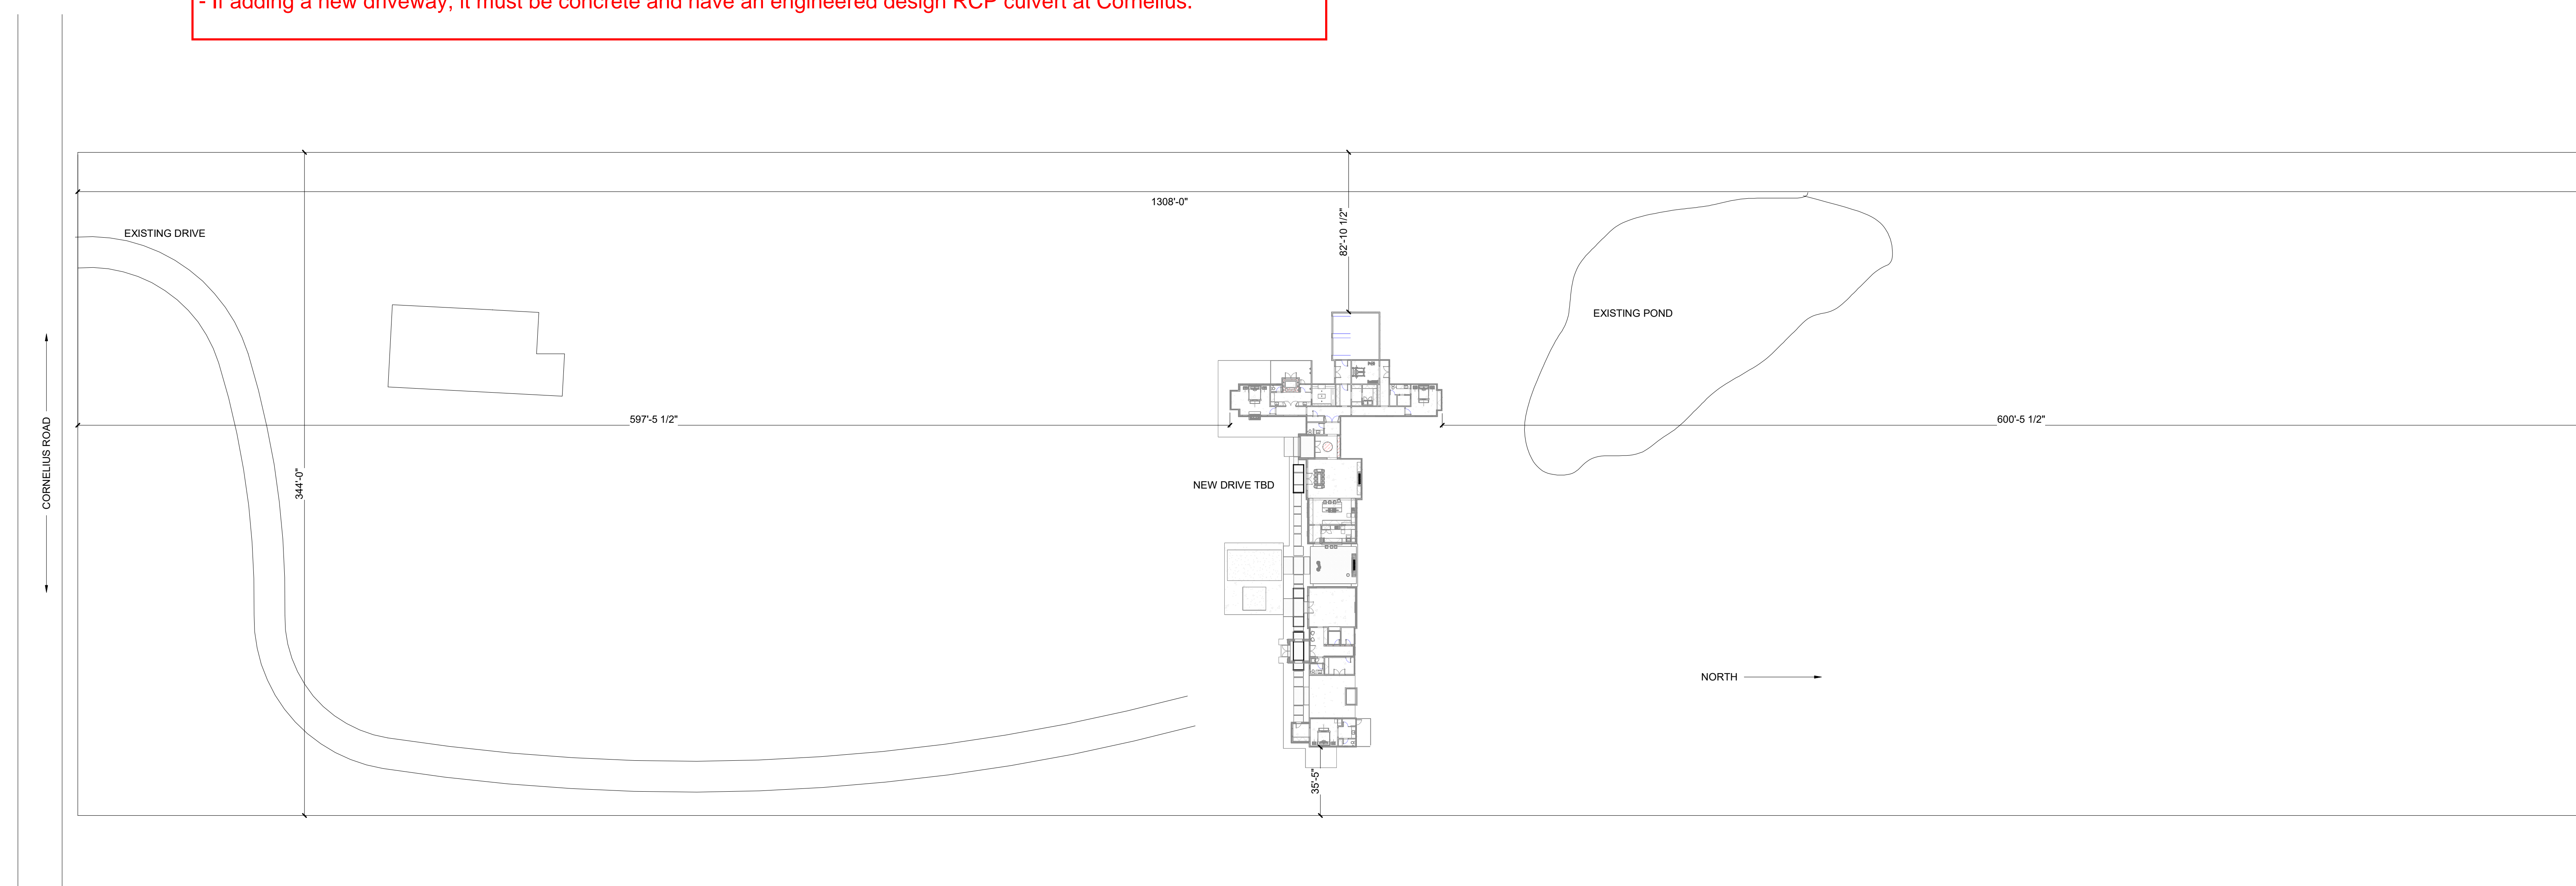 - If adding a new driveway, it must be concrete and have an engineered design RCP culvert at Cornelius.
1308'-0"
82'-10 1/2"
EXISTING DRIVE
EXISTING POND
597'-5 1/2"
600'-5 1/2"
CORNELIUS ROAD
344'-0"
NEW DRIVE TBD
NORTH
35'-5"